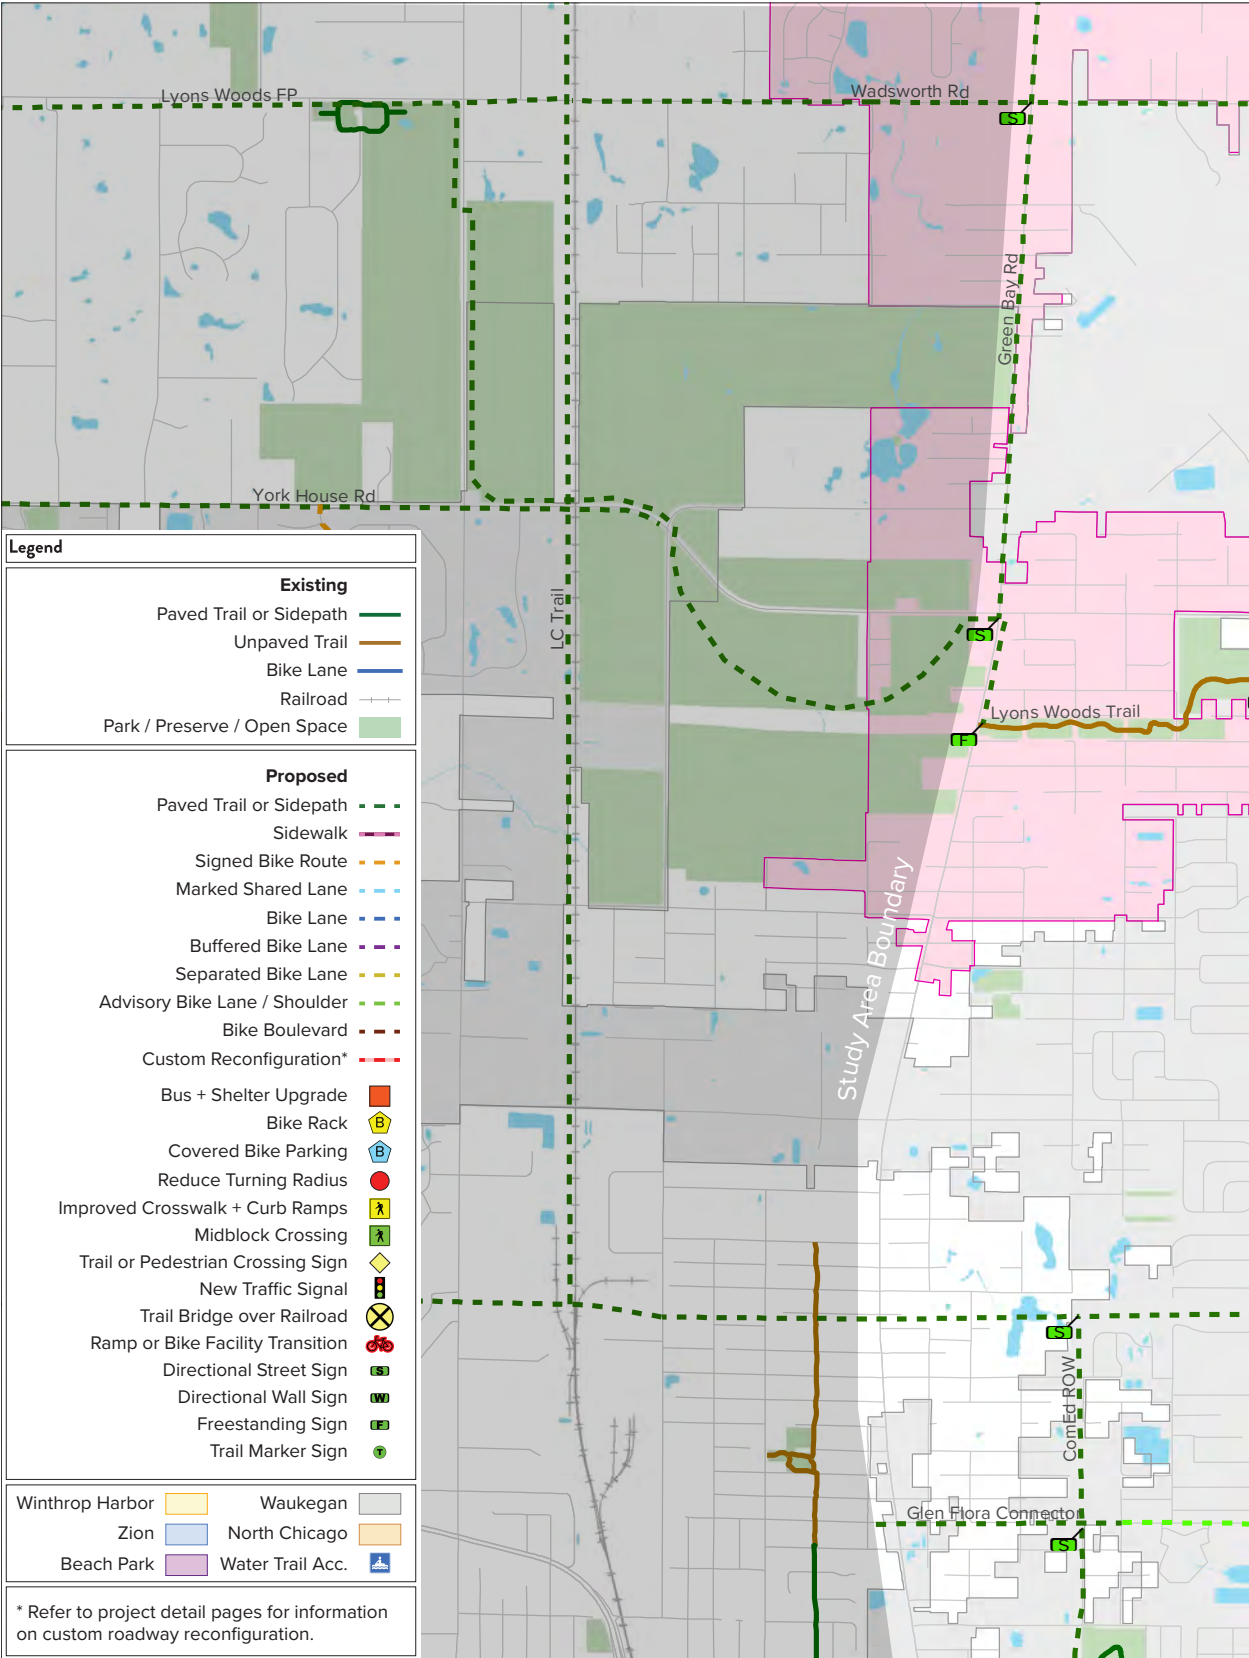 Lyons Woods FP
Wadsworth Rd
S
Green Bay Rd
York House Rd
LC Trail
S
Lyons Woods Trail
F
Study Area Boundary
S
ComEd ROW
Glen Flora Connector
S
Legend
Existing
Paved Trail or Sidepath
Unpaved Trail
Bike Lane
Railroad
Park / Preserve / Open Space
Proposed
Paved Trail or Sidepath
Sidewalk
Signed Bike Route
Marked Shared Lane
Bike Lane
Buffered Bike Lane
Separated Bike Lane
Advisory Bike Lane / Shoulder
Bike Boulevard
Custom Reconfiguration*
Bus + Shelter Upgrade
Bike Rack B
Covered Bike Parking B
Reduce Turning Radius
Improved Crosswalk + Curb Ramps
Midblock Crossing
Trail or Pedestrian Crossing Sign
New Traffic Signal
Trail Bridge over Railroad
Ramp or Bike Facility Transition
Directional Street Sign S
Directional Wall Sign W
Freestanding Sign F
Trail Marker Sign T
Winthrop Harbor Waukegan
Zion North Chicago
Beach Park Water Trail Acc.
* Refer to project detail pages for information
on custom roadway reconfiguration.